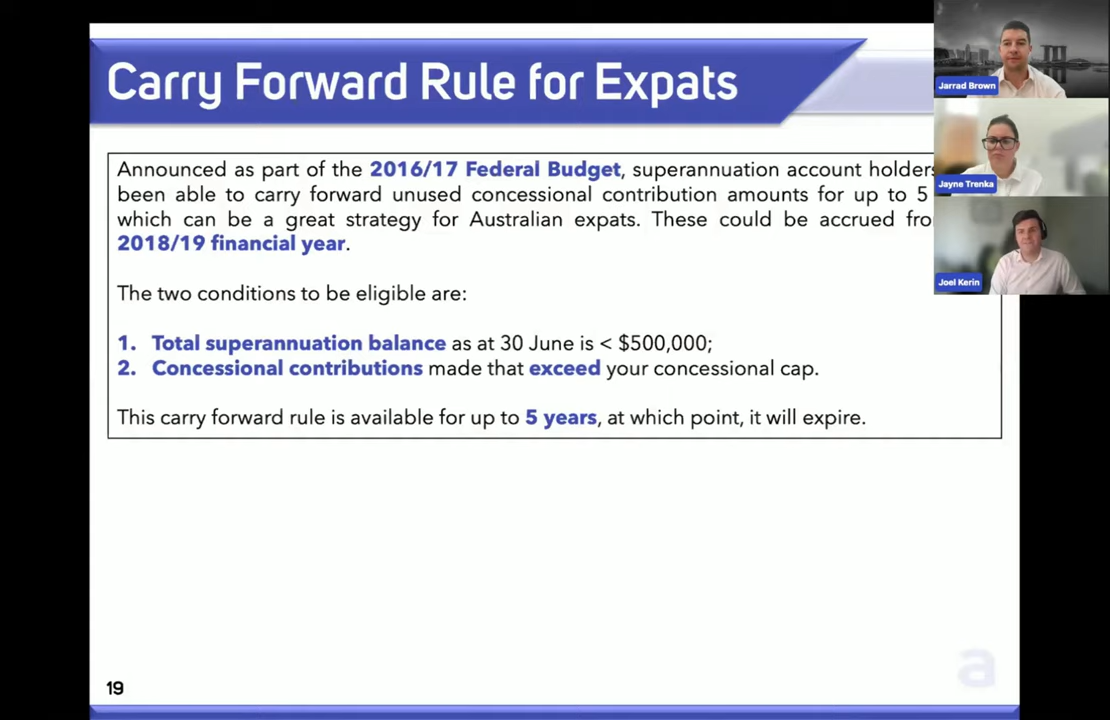 Carry Forward Rule for Expats
Jarrad Brown
Jayne Trenka
Joel Kerin
Announced as part of the 2016/17 Federal Budget, superannuation account holders
been able to carry forward unused concessional contribution amounts for up to 5
which can be a great strategy for Australian expats. These could be accrued
2018/19 financial year.
The two conditions to be eligible are:
1. Total superannuation balance as at 30 June is < $500,000;
2. Concessional contributions made that exceed your concessional cap.
This carry forward rule is available for up to 5 years, at which point, it will expire.
a
19